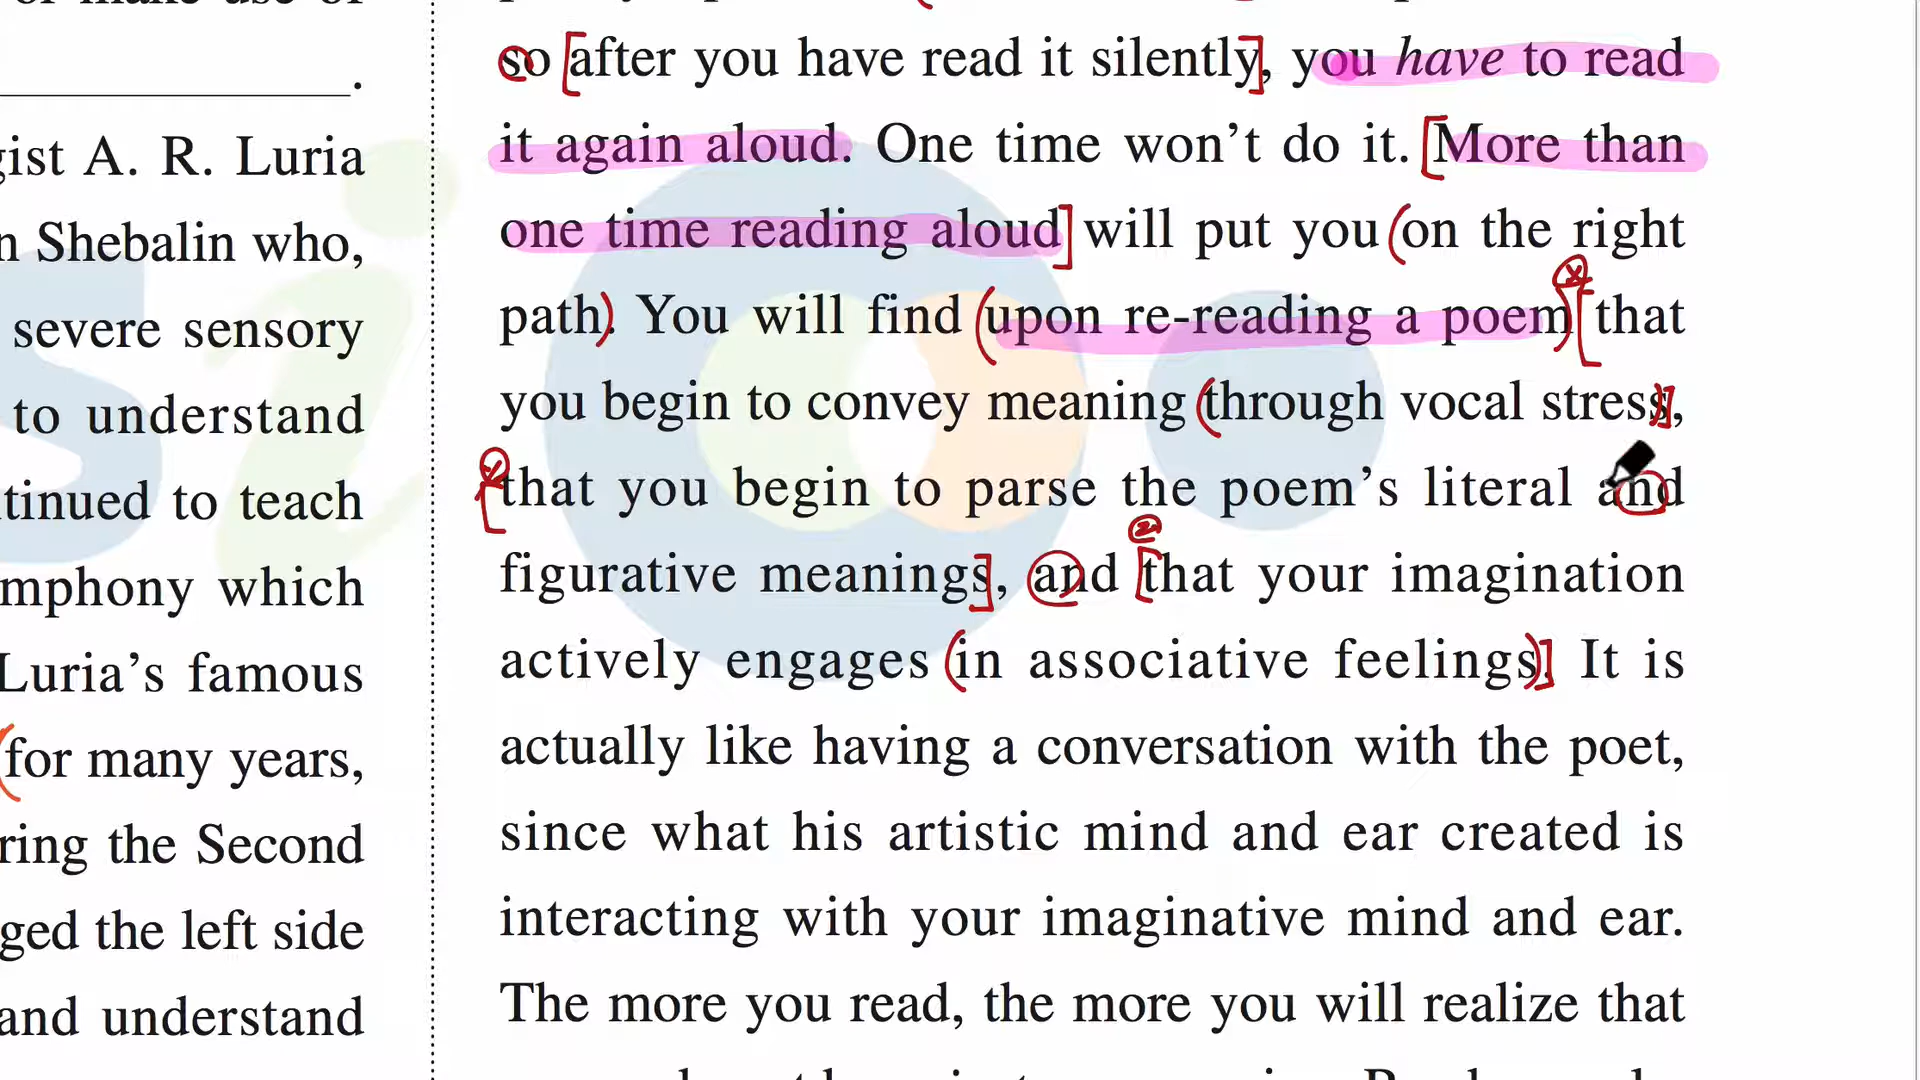 .
gist A. R. Luria
n Shebalin who,
severe sensory
to understand
tinued to teach
mphony which
Luria’s famous
(for many years,
ring the Second
ged the left side
and understand
so [after you have read it silently], you have to read
it again aloud. One time won’t do it. [More than
one time reading aloud] will put you (on the right
path). You will find (upon re-reading a poem) [that
you begin to convey meaning (through vocal stress)],
[that you begin to parse the poem’s literal and
figurative meanings], and [that your imagination
actively engages (in associative feelings)]. It is
actually like having a conversation with the poet,
since what his artistic mind and ear created is
interacting with your imaginative mind and ear.
The more you read, the more you will realize that